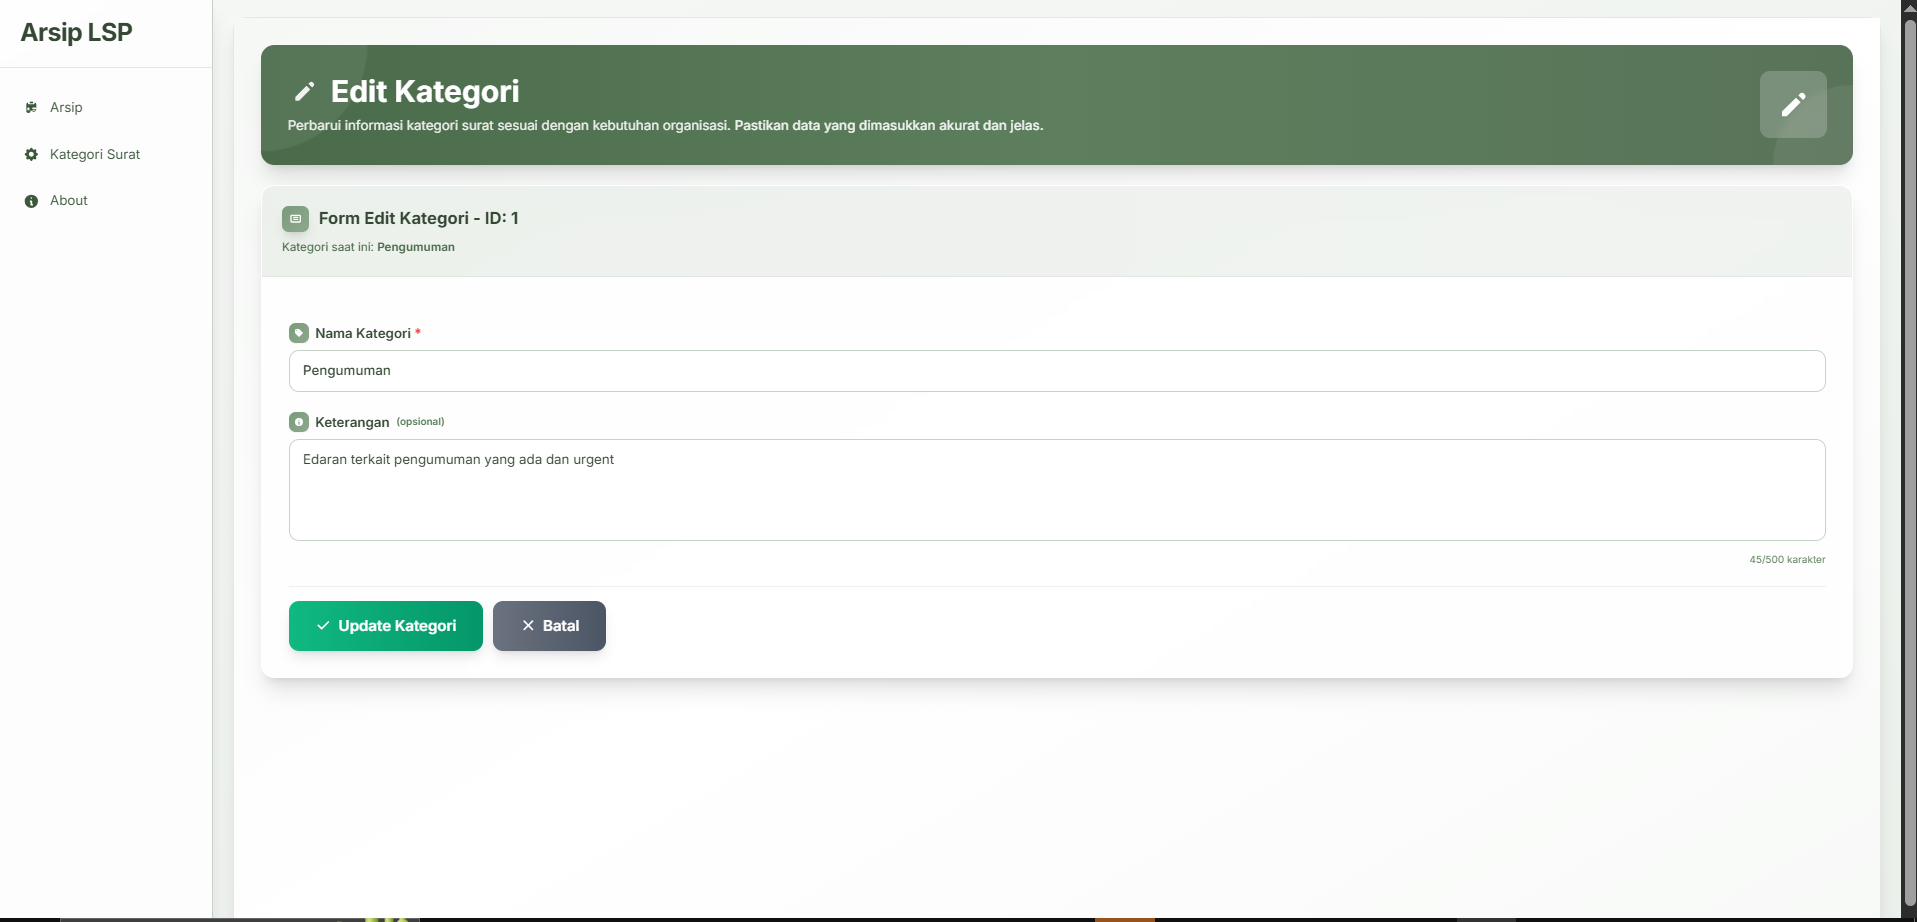 Arsip LSP
Arsip
Kategori Surat
About
Edit Kategori
Perbarui informasi kategori surat sesuai dengan kebutuhan organisasi. Pastikan data yang dimasukkan akurat dan jelas.
Form Edit Kategori - ID: 1
Kategori saat ini: Pengumuman
Nama Kategori *
Pengumuman
Keterangan (opsional)
Edaran terkait pengumuman yang ada dan urgent
45/500 karakter
Update Kategori
Batal